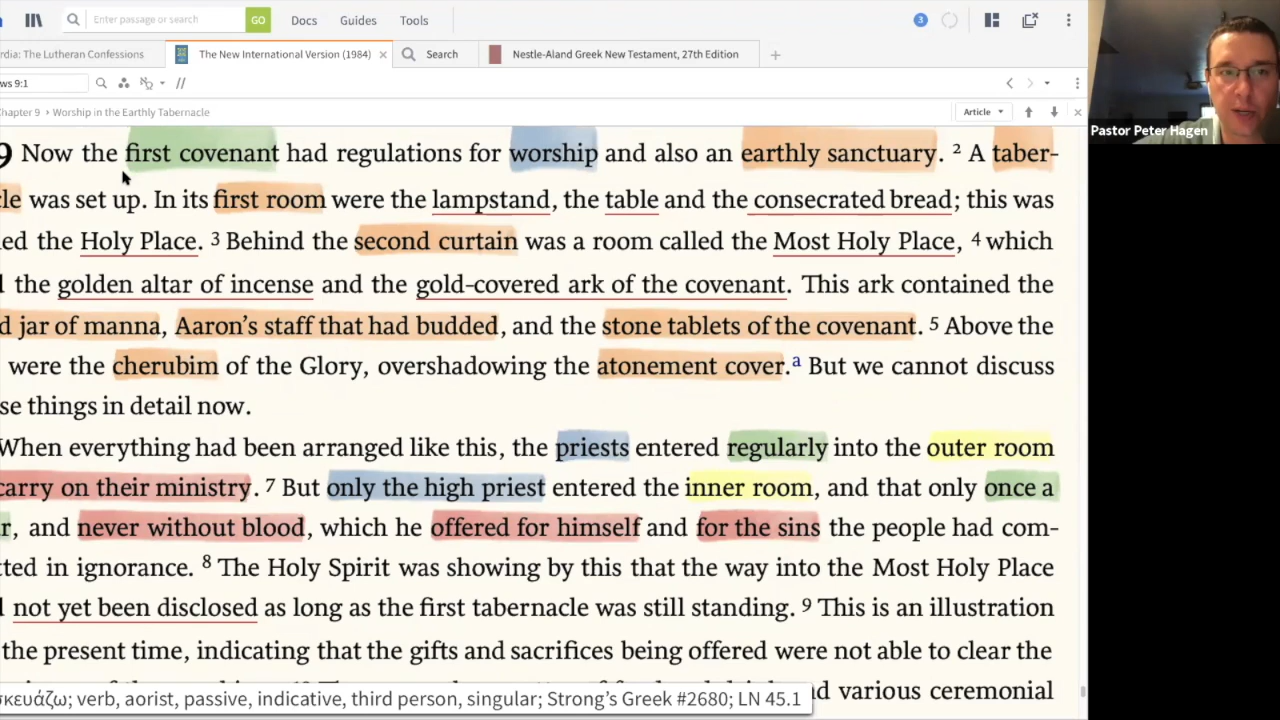 Enter passage or search
GO
Docs
Guides
Tools
3
rdia: The Lutheran Confessions
The New International Version (1984)
Search
Nestle-Aland Greek New Testament, 27th Edition
ws 9:1
hapter 9 › Worship in the Earthly Tabernacle
Article
Pastor Peter Hagen
9 Now the first covenant had regulations for worship and also an earthly sanctuary. 2 A taber-
cle was set up. In its first room were the lampstand, the table and the consecrated bread; this was
ed the Holy Place. 3 Behind the second curtain was a room called the Most Holy Place, 4 which
the golden altar of incense and the gold-covered ark of the covenant. This ark contained the
d jar of manna, Aaron’s staff that had budded, and the stone tablets of the covenant. 5 Above the
were the cherubim of the Glory, overshadowing the atonement cover.a But we cannot discuss
se things in detail now.
When everything had been arranged like this, the priests entered regularly into the outer room
carry on their ministry. 7 But only the high priest entered the inner room, and that only once a
r, and never without blood, which he offered for himself and for the sins the people had com-
tted in ignorance. 8 The Holy Spirit was showing by this that the way into the Most Holy Place
not yet been disclosed as long as the first tabernacle was still standing. 9 This is an illustration
the present time, indicating that the gifts and sacrifices being offered were not able to clear the
d various ceremonial
σκευάζω; verb, aorist, passive, indicative, third person, singular; Strong’s Greek #2680; LN 45.1